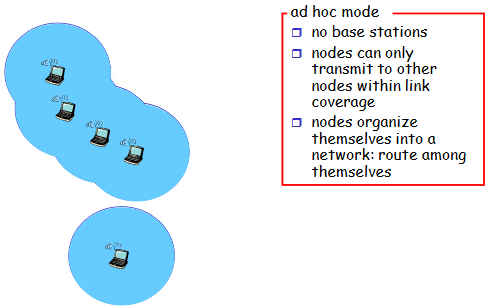 ad hoc mode
no base stations
nodes can only
transmit to other
nodes within link
coverage
nodes organize
themselves into a
network: route among
themselves